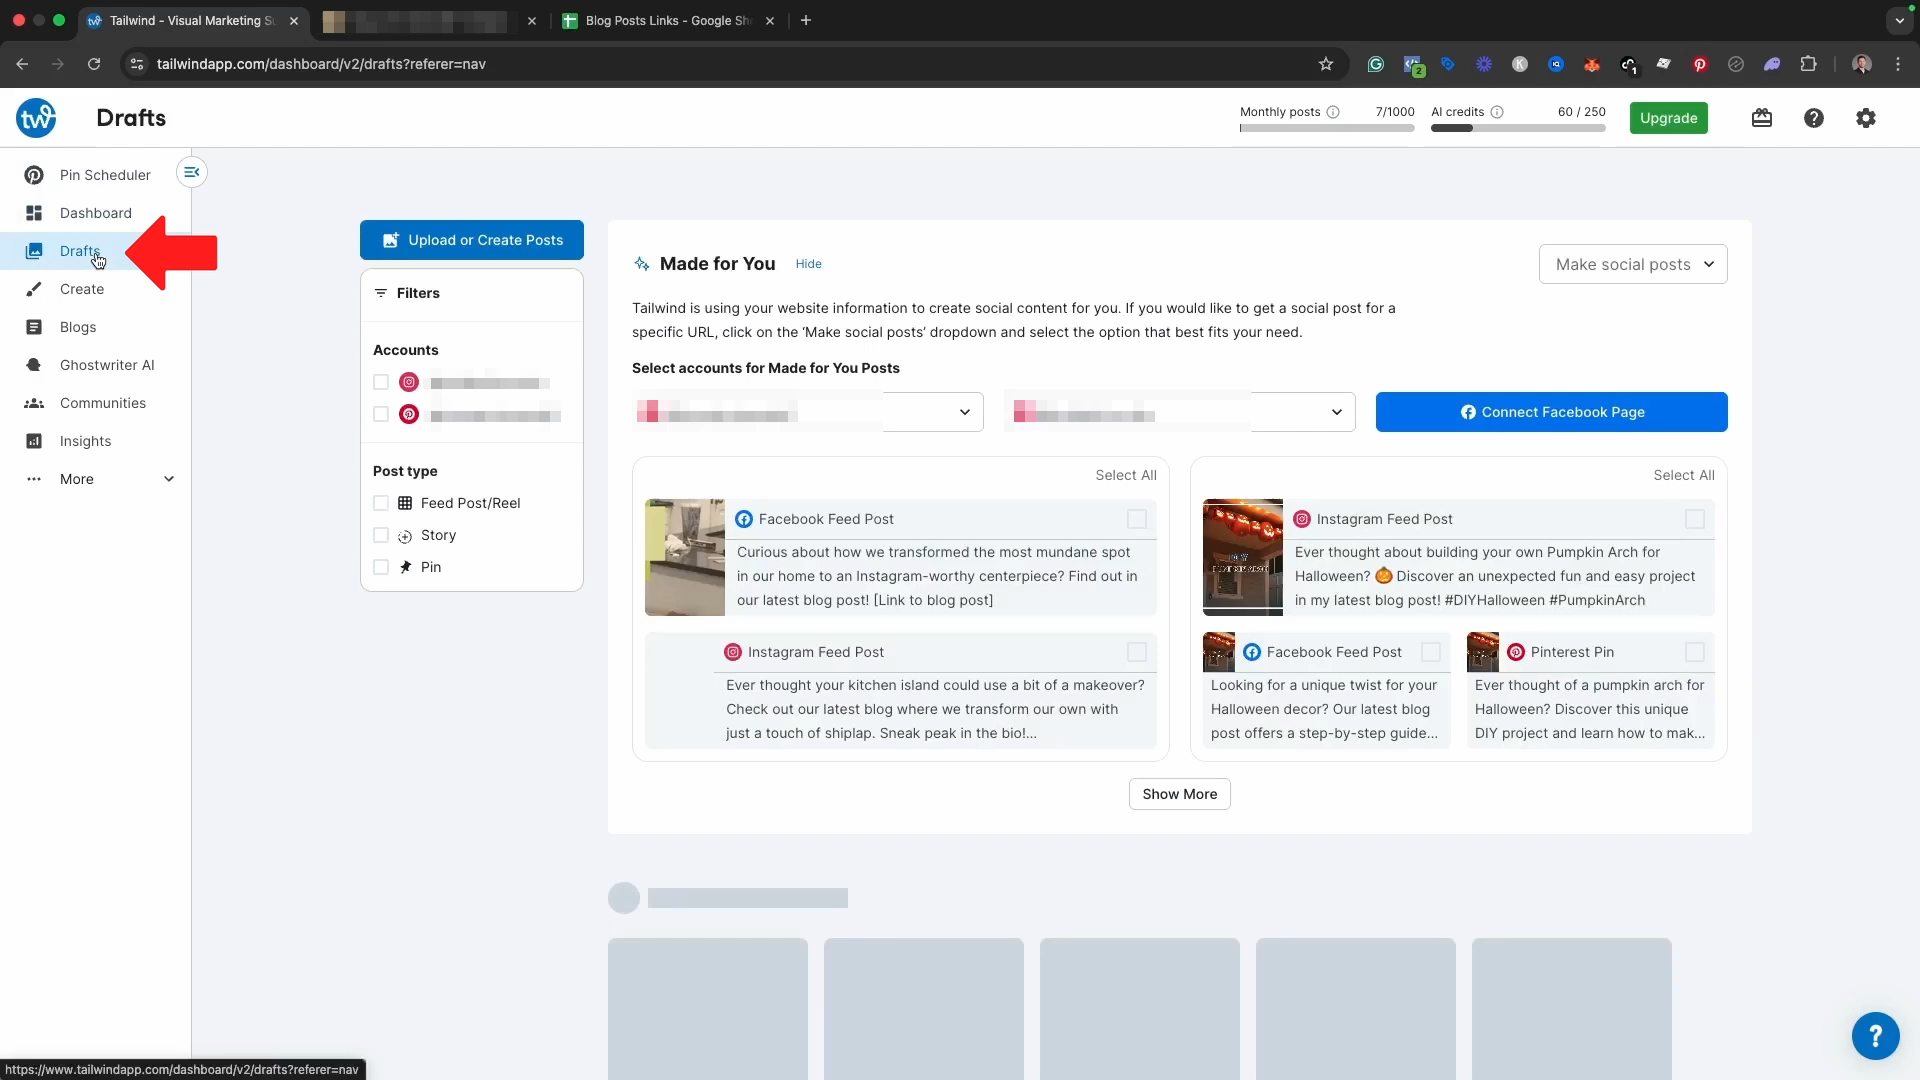 Tailwind - Visual Marketing Su
Blog Posts Links - Google She
tailwindapp.com/dashboard/v2/drafts?referer=nav
tw
Drafts
Monthly posts 7/1000
AI credits 60 / 250
Upgrade
Pin Scheduler
Dashboard
Drafts
Create
Blogs
Ghostwriter AI
Communities
Insights
More
Upload or Create Posts
Filters
Accounts
Post type
Feed Post/Reel
Story
Pin
Made for You Hide
Make social posts
Tailwind is using your website information to create social content for you. If you would like to get a social post for a
specific URL, click on the ‘Make social posts’ dropdown and select the option that best fits your need.
Select accounts for Made for You Posts
Connect Facebook Page
Select All
Facebook Feed Post
Curious about how we transformed the most mundane spot
in our home to an Instagram-worthy centerpiece? Find out in
our latest blog post! [Link to blog post]
Instagram Feed Post
Ever thought your kitchen island could use a bit of a makeover?
Check out our latest blog where we transform our own with
just a touch of shiplap. Sneak peak in the bio!...
Select All
Instagram Feed Post
Ever thought about building your own Pumpkin Arch for
Halloween? 🎃 Discover an unexpected fun and easy project
in my latest blog post! #DIYHalloween #PumpkinArch
Facebook Feed Post
Looking for a unique twist for your
Halloween decor? Our latest blog
post offers a step-by-step guide...
Pinterest Pin
Ever thought of a pumpkin arch for
Halloween? Discover this unique
DIY project and learn how to mak...
Show More
?
https://www.tailwindapp.com/dashboard/v2/drafts?referer=nav